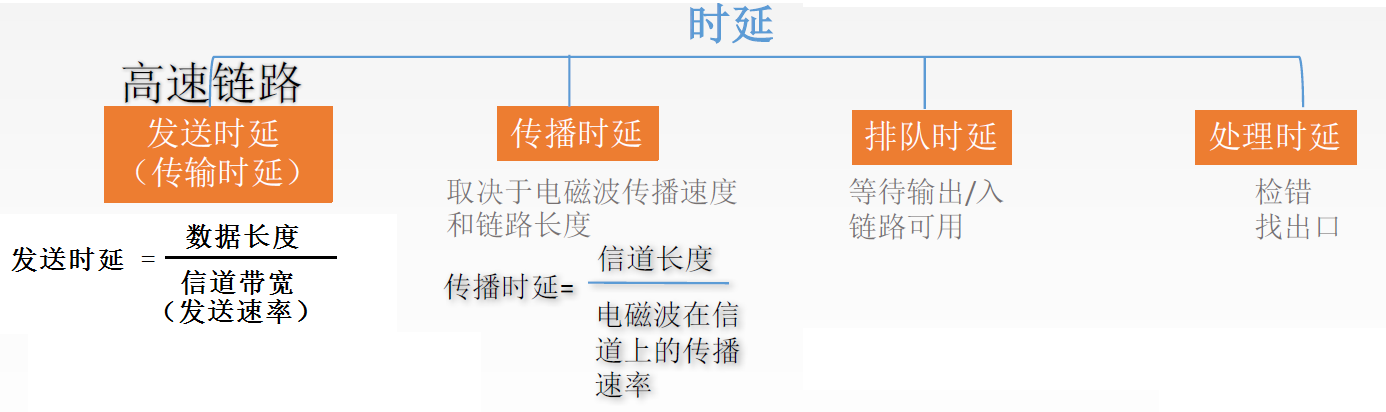 时延
高速链路
发送时延
（传输时延）
发送时延 =
数据长度
信道带宽
（发送速率）
传播时延
取决于电磁波传播速度
和链路长度
传播时延=
信道长度
电磁波在信
道上的传播
速率
排队时延
等待输出/入
链路可用
处理时延
检错
找出口